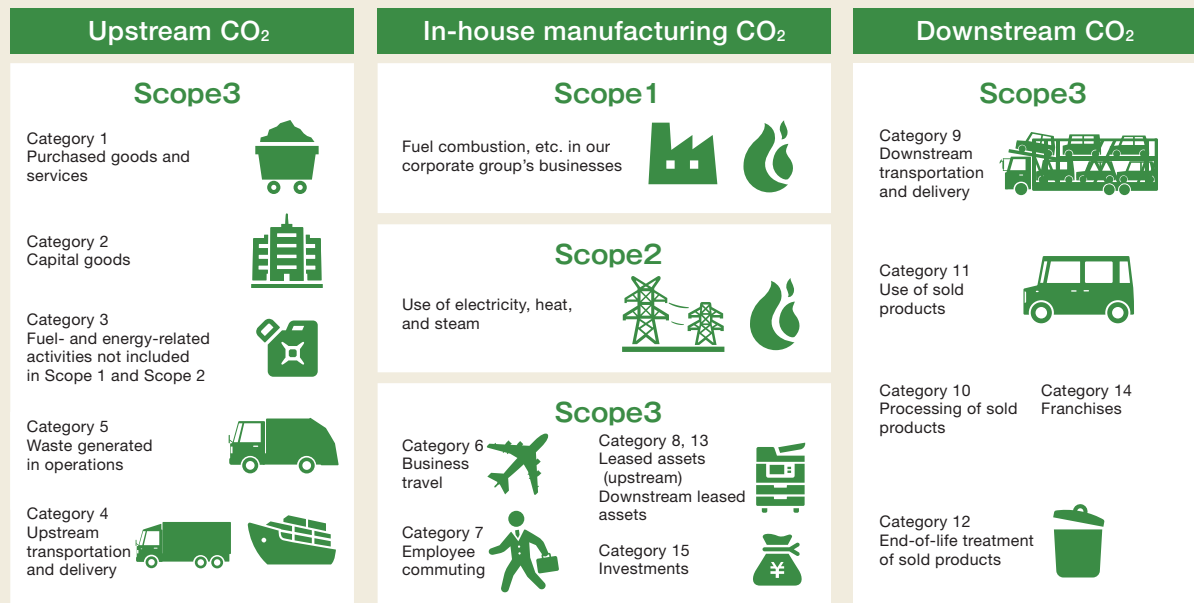 Upstream CO₂
Scope3
Category 1
Purchased goods and
services
Category 2
Capital goods
Category 3
Fuel- and energy-related
activities not included
in Scope 1 and Scope 2
Category 5
Waste generated
in operations
Category 4
Upstream
transportation
and delivery
In-house manufacturing CO₂
Scope1
Fuel combustion, etc. in our
corporate group’s businesses
Scope2
Use of electricity, heat,
and steam
Scope3
Category 6
Business
travel
Category 8, 13
Leased assets
(upstream)
Downstream leased
assets
Category 7
Employee
commuting
Category 15
Investments
¥
Downstream CO₂
Scope3
Category 9
Downstream
transportation
and delivery
Category 11
Use of sold
products
Category 10
Processing of sold
products
Category 14
Franchises
Category 12
End-of-life treatment
of sold products